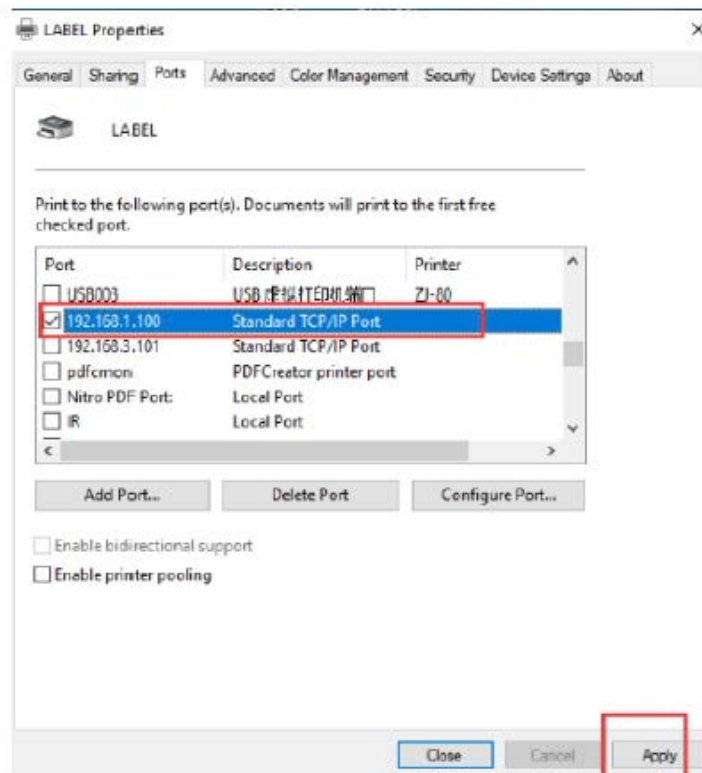 LABEL Properties
General Sharing Ports Advanced Color Management Security Device Settings About
LABEL
Print to the following port(s). Documents will print to the first free
checked port.
Port Description Printer
USB003 USB 虚拟打印机端口 ZJ-80
192.168.1.100 Standard TCP/IP Port
192.168.3.101 Standard TCP/IP Port
pdfcmon PDFCreator printer port
Nitro PDF Port: Local Port
IR Local Port
Add Port... Delete Port Configure Port...
Enable bidirectional support
Enable printer pooling
Close Cancel Apply